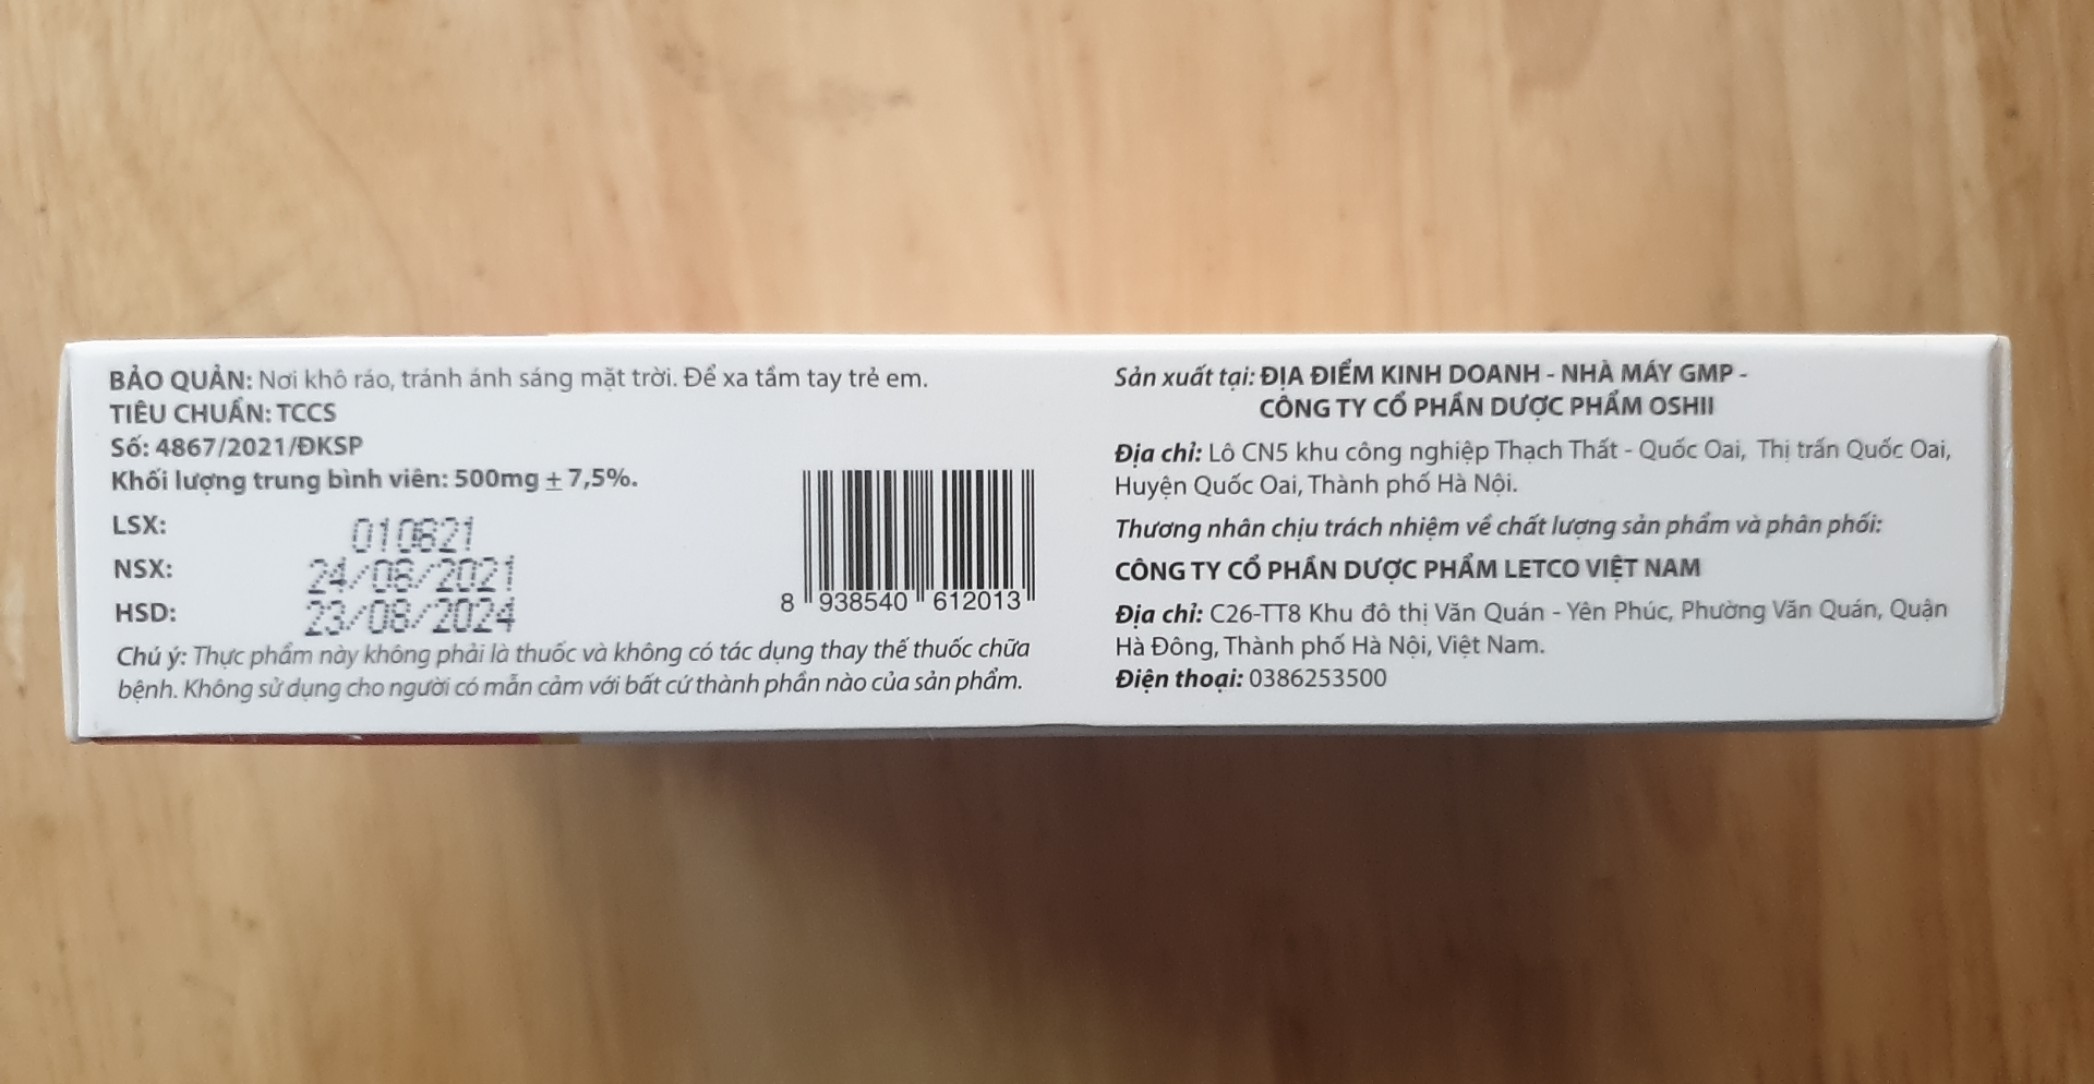 BẢO QUẢN: Nơi khô ráo, tránh ánh sáng mặt trời. Để xa tầm tay trẻ em.
TIÊU CHUẨN: TCCS
Số: 4867/2021/ĐKSP
Khối lượng trung bình viên: 500mg ± 7,5%.
LSX: 010821
NSX: 24/08/2021
HSD: 23/08/2024
8 938540 612013
Chú ý: Thực phẩm này không phải là thuốc và không có tác dụng thay thế thuốc chữa
bệnh. Không sử dụng cho người có mẫn cảm với bất cứ thành phần nào của sản phẩm.
Sản xuất tại: ĐỊA ĐIỂM KINH DOANH - NHÀ MÁY GMP -
CÔNG TY CỔ PHẦN DƯỢC PHẨM OSHII
Địa chỉ: Lô CN5 khu công nghiệp Thạch Thất - Quốc Oai, Thị trấn Quốc Oai,
Huyện Quốc Oai, Thành phố Hà Nội.
Thương nhân chịu trách nhiệm về chất lượng sản phẩm và phân phối:
CÔNG TY CỔ PHẦN DƯỢC PHẨM LETCO VIỆT NAM
Địa chỉ: C26-TT8 Khu đô thị Văn Quán - Yên Phúc, Phường Văn Quán, Quận
Hà Đông, Thành phố Hà Nội, Việt Nam.
Điện thoại: 0386253500